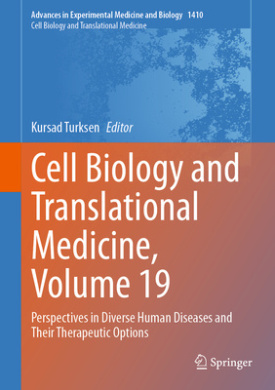 Advances in Experimental Medicine and Biology 1410
Cell Biology and Translational Medicine
Kursad Turksen Editor
Cell Biology and
Translational
Medicine,
Volume 19
Perspectives in Diverse Human Diseases and
Their Therapeutic Options
Springer